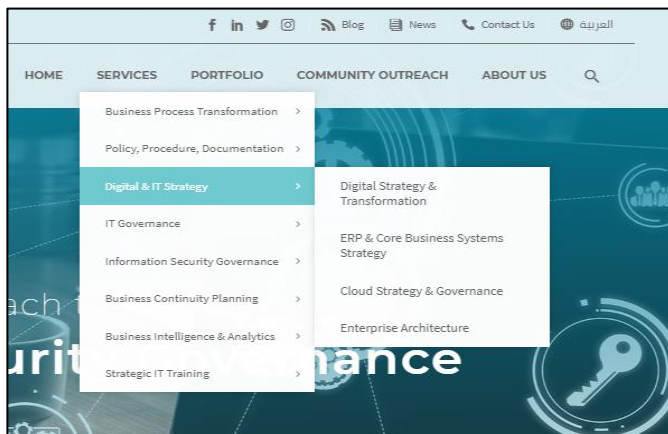 Blog News Contact Us العربية
HOME SERVICES PORTFOLIO COMMUNITY OUTREACH ABOUT US
Business Process Transformation
Policy, Procedure, Documentation
Digital & IT Strategy
IT Governance
Information Security Governance
Business Continuity Planning
Business Intelligence & Analytics
Strategic IT Training
Digital Strategy &
Transformation
ERP & Core Business Systems
Strategy
Cloud Strategy & Governance
Enterprise Architecture